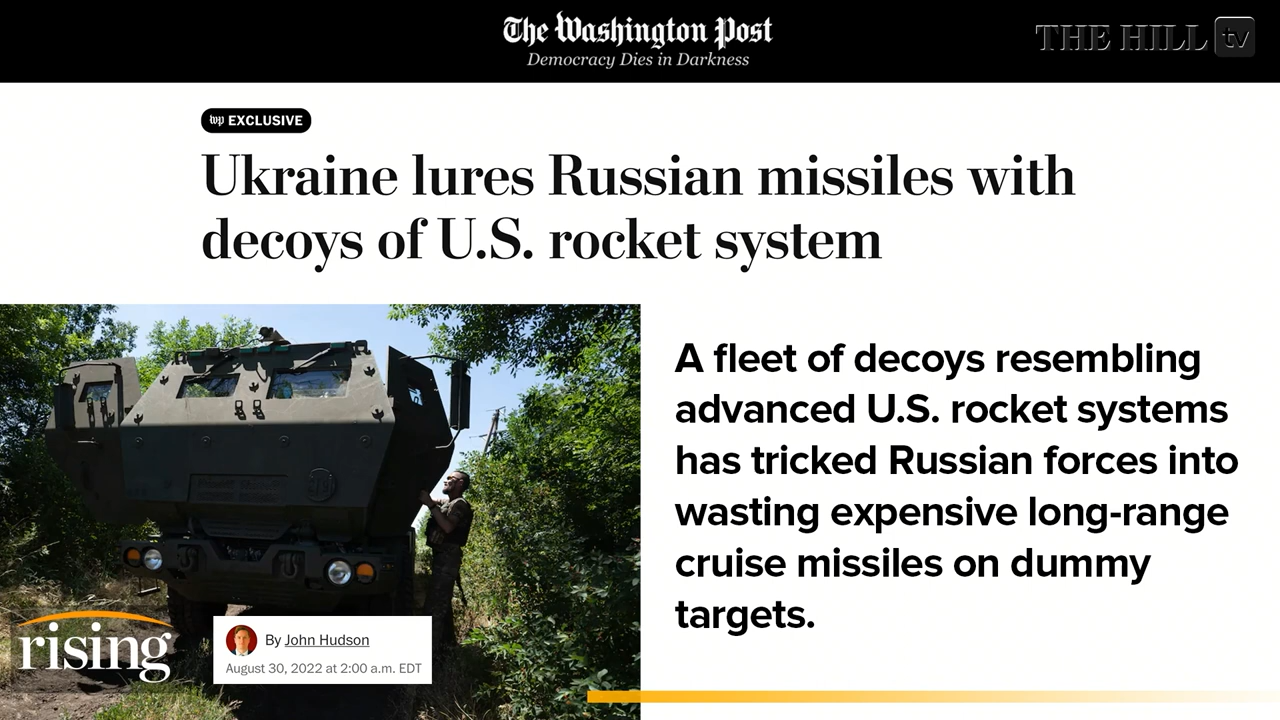 The Washington Post
Democracy Dies in Darkness
THE HILL tv
wp EXCLUSIVE
Ukraine lures Russian missiles with
decoys of U.S. rocket system
A fleet of decoys resembling
advanced U.S. rocket systems
has tricked Russian forces into
wasting expensive long-range
cruise missiles on dummy
targets.
rising
By John Hudson
August 30, 2022 at 2:00 a.m. EDT